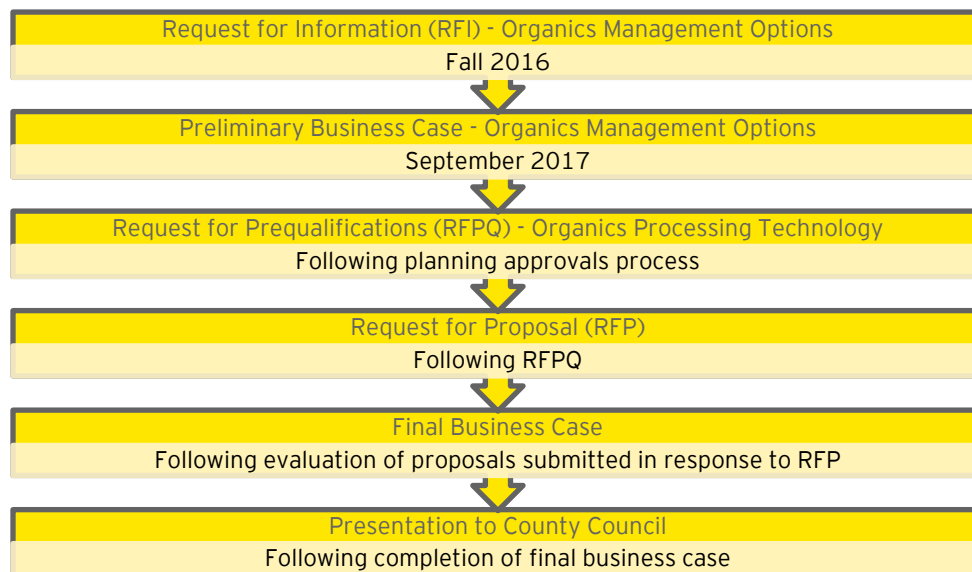 Request for Information (RFI) - Organics Management Options
Fall 2016
Preliminary Business Case - Organics Management Options
September 2017
Request for Prequalifications (RFPQ) - Organics Processing Technology
Following planning approvals process
Request for Proposal (RFP)
Following RFPQ
Final Business Case
Following evaluation of proposals submitted in response to RFP
Presentation to County Council
Following completion of final business case